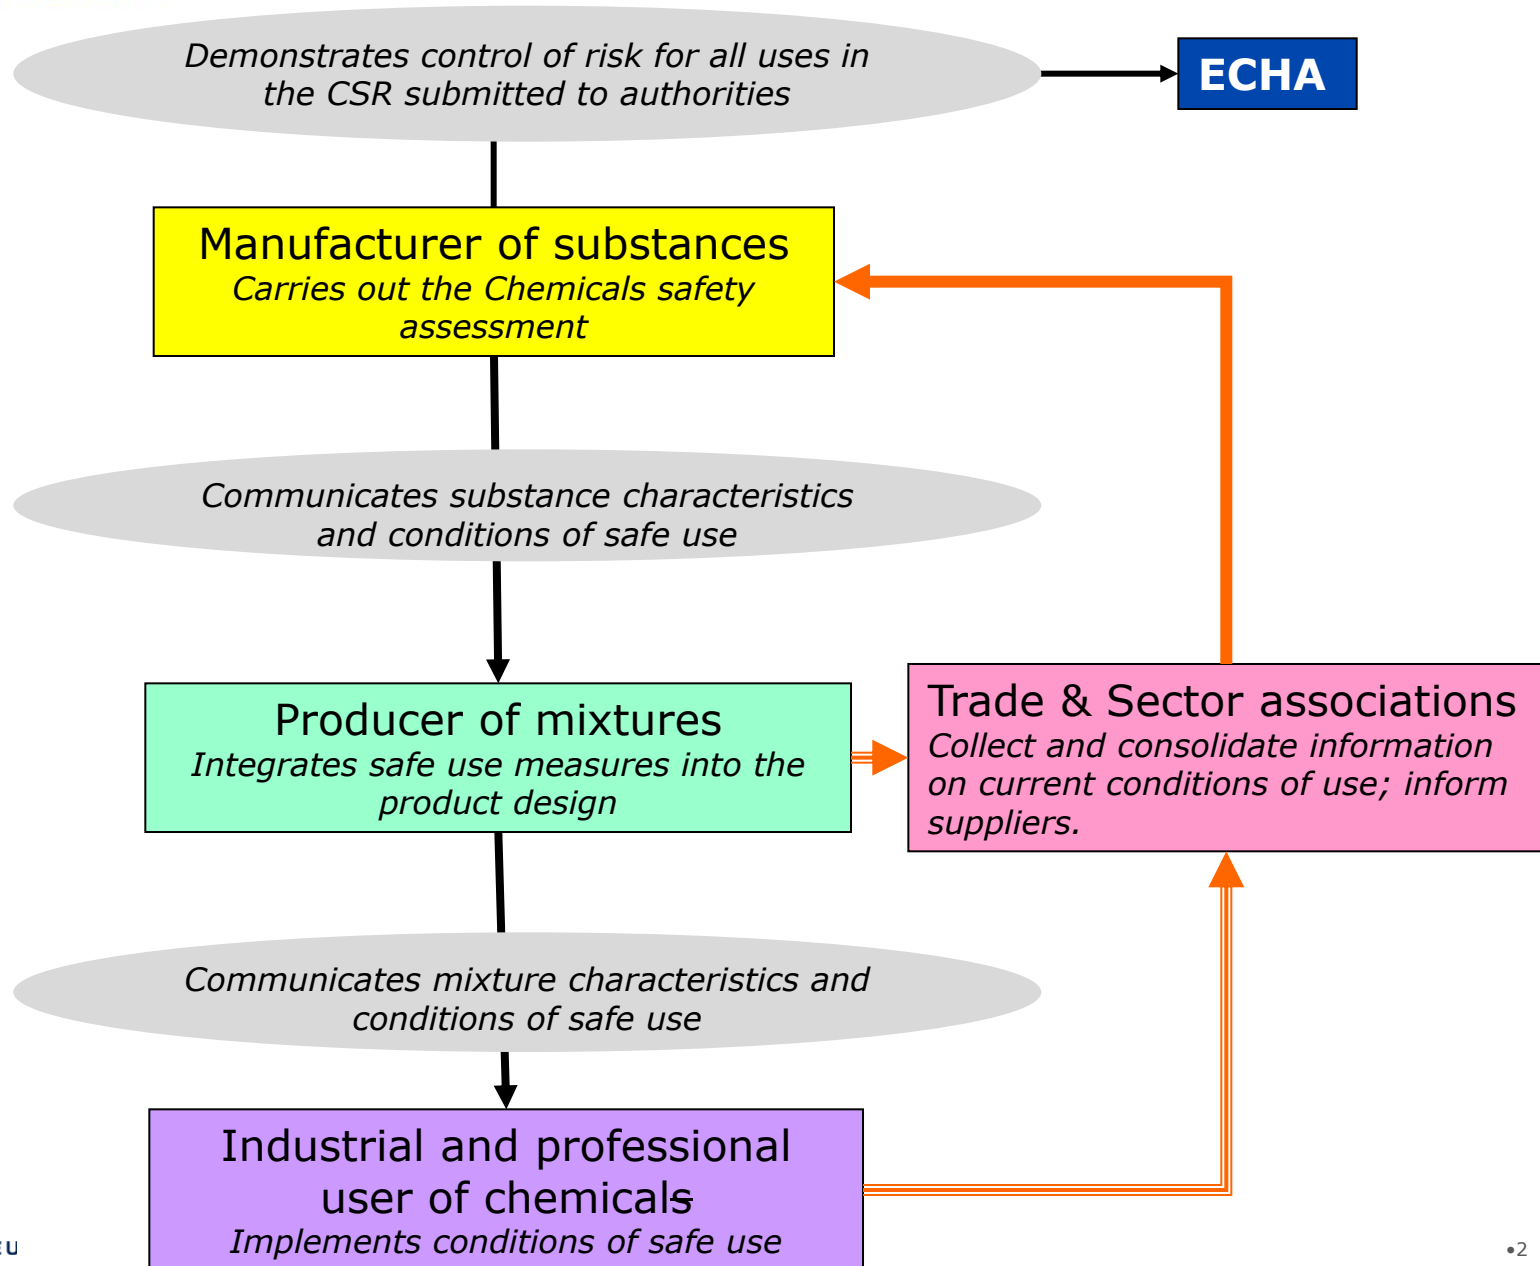 Demonstrates control of risk for all uses in
the CSR submitted to authorities
ECHA
Manufacturer of substances
Carries out the Chemicals safety
assessment
Communicates substance characteristics
and conditions of safe use
Producer of mixtures
Integrates safe use measures into the
product design
Trade & Sector associations
Collect and consolidate information
on current conditions of use; inform
suppliers.
Communicates mixture characteristics and
conditions of safe use
Industrial and professional
user of chemicals
Implements conditions of safe use
EU
•2